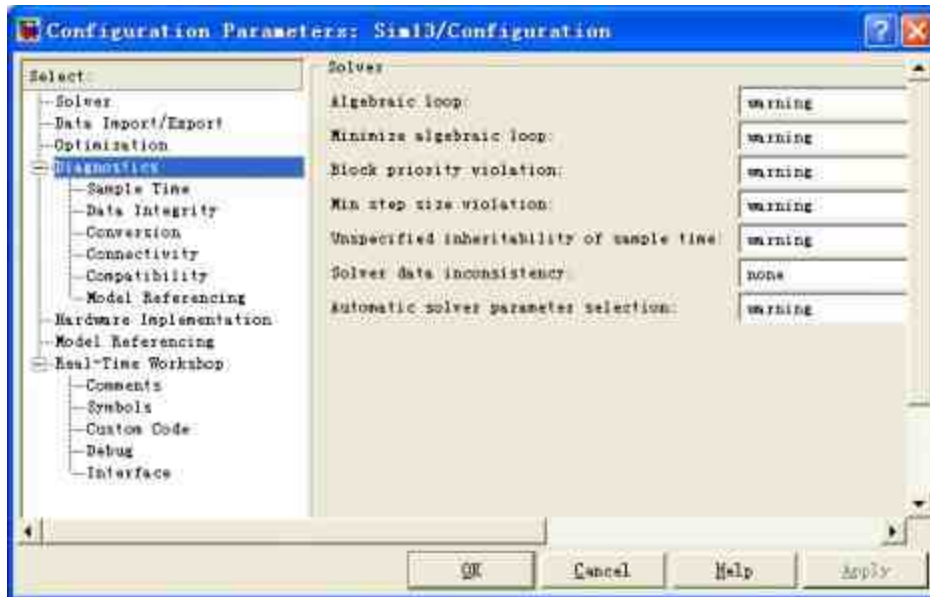 Configuration Parameters: Sim13/Configuration
Select:
Solver
Data Import/Export
Optimization
Diagnostics
Sample Time
Data Integrity
Conversion
Connectivity
Compatibility
Model Referencing
Hardware Implementation
Model Referencing
Real-Time Workshop
Comments
Symbols
Custom Code
Debug
Interface
Solver
Algebraic loop: warning
Minimize algebraic loop: warning
Block priority violation: warning
Min step size violation: warning
Unspecified inheritability of sample time: warning
Solver data inconsistency: none
Automatic solver parameter selection: warning
OK Cancel Help Apply